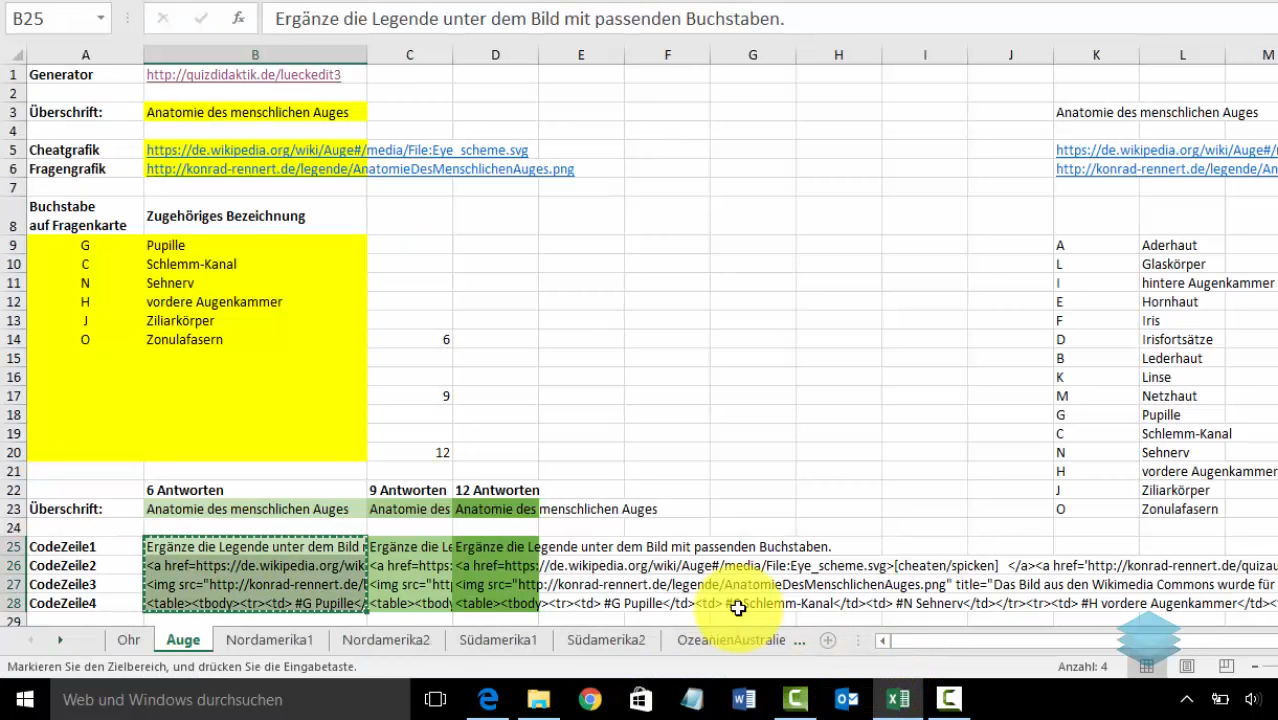 B25 fx Ergänze die Legende unter dem Bild mit passenden Buchstaben.
A B C D E F G H I J K L M
1 Generator http://quizdidaktik.de/lueckedit3
2
3 Überschrift: Anatomie des menschlichen Auges Anatomie des menschlichen Auges
4
5 Cheatgrafik https://de.wikipedia.org/wiki/Auge#/media/File:Eye_scheme.svg https://de.wikipedia.org/wiki/Auge#/
6 Fragengrafik http://konrad-rennert.de/legende/AnatomieDesMenschlichenAuges.png http://konrad-rennert.de/legende/An
7
Buchstabe
8 auf Fragenkarte Zugehöriges Bezeichnung
9 G Pupille A Aderhaut
10 C Schlemm-Kanal L Glaskörper
11 N Sehnerv I hintere Augenkammer
12 H vordere Augenkammer E Hornhaut
13 J Ziliarkörper F Iris
14 O Zonulafasern 6 D Irisfortsätze
15 B Lederhaut
16 K Linse
17 9 M Netzhaut
18 G Pupille
19 C Schlemm-Kanal
20 12 N Sehnerv
21 H vordere Augenkammer
22 6 Antworten 9 Antworten 12 Antworten J Ziliarkörper
23 Überschrift: Anatomie des menschlichen Auges Anatomie des Anatomie des menschlichen Auges O Zonulafasern
24
25 CodeZeile1 Ergänze die Legende unter dem Bild Ergänze die Le Ergänze die Legende unter dem Bild mit passenden Buchstaben.
26 CodeZeile2 <a href=https://de.wikipedia.org/wik <a href=https: <a href=https://de.wikipedia.org/wiki/Auge#/media/File:Eye_scheme.svg>[cheaten/spicken] </a><a href='http://konrad-rennert.de/quizau
27 CodeZeile3 <img src="http://konrad-rennert.de/l <img src="htt <img src="http://konrad-rennert.de/legende/AnatomieDesMenschlichenAuges.png" title="Das Bild aus den Wikimedia Commons wurde für
28 CodeZeile4 <table><tbody><tr><td> #G Pupille</ <table><tbody <table><tbody><tr><td> #G Pupille</td><td> Schlemm-Kanal</td><td> #N Sehnerv</td></tr><tr><td> #H vordere Augenkammer</td><t
29
Ohr Auge Nordamerika1 Nordamerika2 Südamerika1 Südamerika2 OzeanienAustralie ...
Markieren Sie den Zielbereich, und drücken Sie die Eingabetaste. Anzahl: 4
Web und Windows durchsuchen